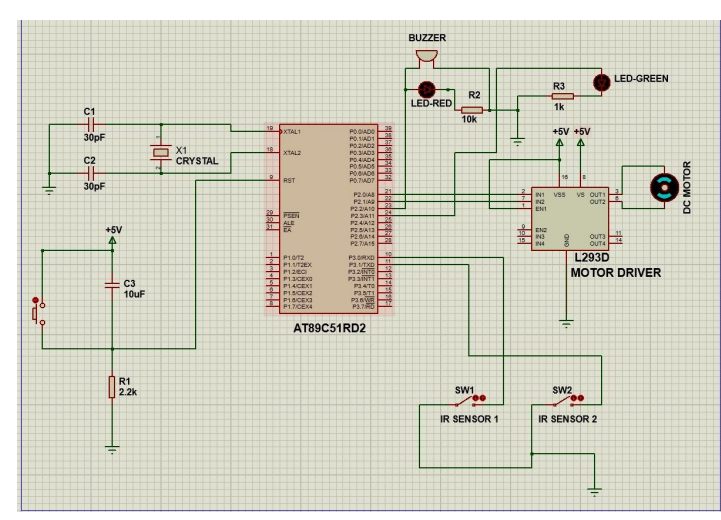 BUZZER
LED-RED
R2
10k
R3
1k
LED-GREEN
C1
30pF
X1
CRYSTAL
C2
30pF
19
XTAL1
18
XTAL2
9
RST
29
PSEN
30
ALE
31
EA
1
P1.0/T2
2
P1.1/T2EX
3
P1.2/ECI
4
P1.3/CEX0
5
P1.4/CEX1
6
P1.5/CEX2
7
P1.6/CEX3
8
P1.7/CEX4
P0.0/AD0
39
P0.1/AD1
38
P0.2/AD2
37
P0.3/AD3
36
P0.4/AD4
35
P0.5/AD5
34
P0.6/AD6
33
P0.7/AD7
32
P2.0/A8
21
P2.1/A9
22
P2.2/A10
23
P2.3/A11
24
P2.4/A12
25
P2.5/A13
26
P2.6/A14
27
P2.7/A15
28
P3.0/RXD
10
P3.1/TXD
11
P3.2/INT0
12
P3.3/INT1
13
P3.4/T0
14
P3.5/T1
15
P3.6/WR
16
P3.7/RD
17
AT89C51RD2
+5V
+5V
16
8
VSS
VS
2
IN1
7
IN2
1
EN1
9
EN2
10
IN3
15
IN4
OUT1
3
OUT2
6
OUT3
11
OUT4
14
GND
L293D
MOTOR DRIVER
DC MOTOR
+5V
C3
10uF
R1
2.2k
SW1
IR SENSOR 1
SW2
IR SENSOR 2